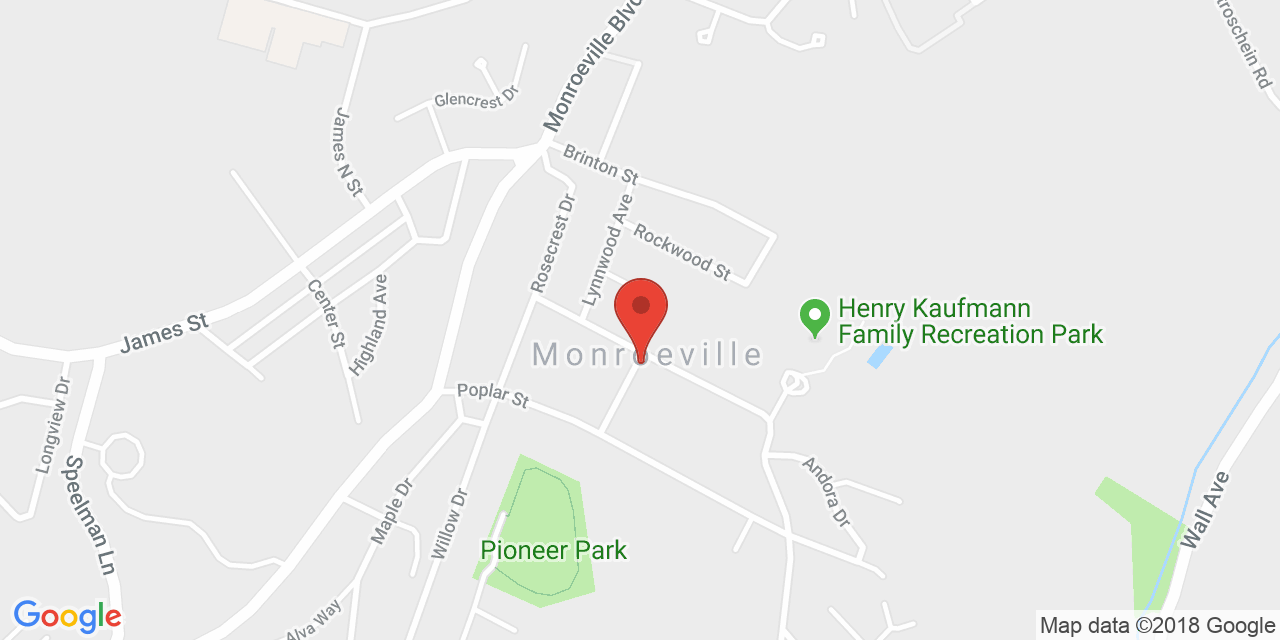 Monroeville Blvd
troschein Rd
Glencrest Dr
James N St
Brinton St
Rosecrest Dr
Lynnwood Ave
Rockwood St
Center St
Highland Ave
James St
Henry Kaufmann
Family Recreation Park
Monroeville
Longview Dr
Poplar St
Speelman Ln
Maple Dr
Willow Dr
Andora Dr
Wall Ave
Pioneer Park
Alva Way
Google
Map data ©2018 Google